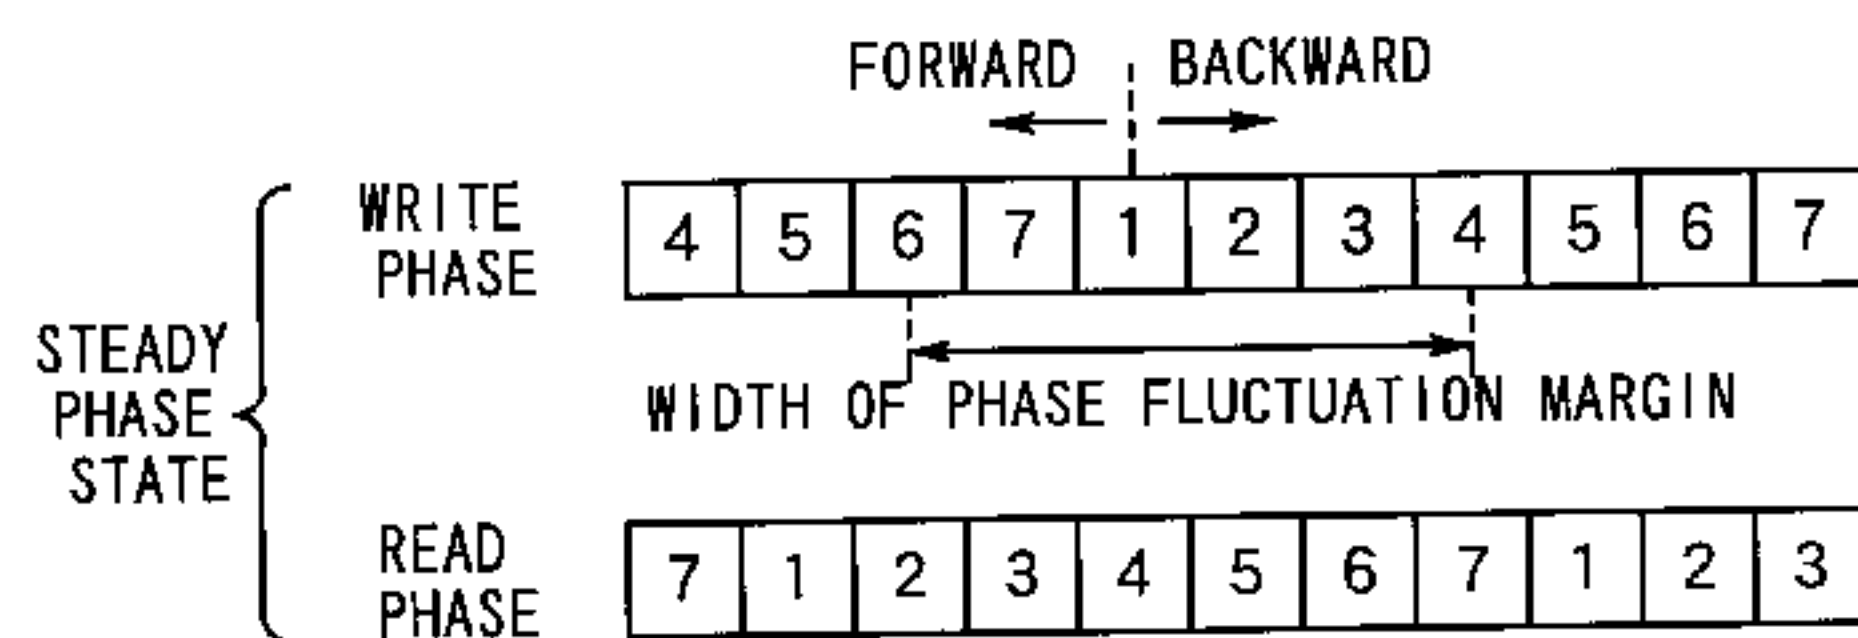 FORWARD BACKWARD
WRITE PHASE
4 5 6 7 1 2 3 4 5 6 7
WIDTH OF PHASE FLUCTUATION MARGIN
STEADY
PHASE
STATE
READ
PHASE
7 1 2 3 4 5 6 7 1 2 3